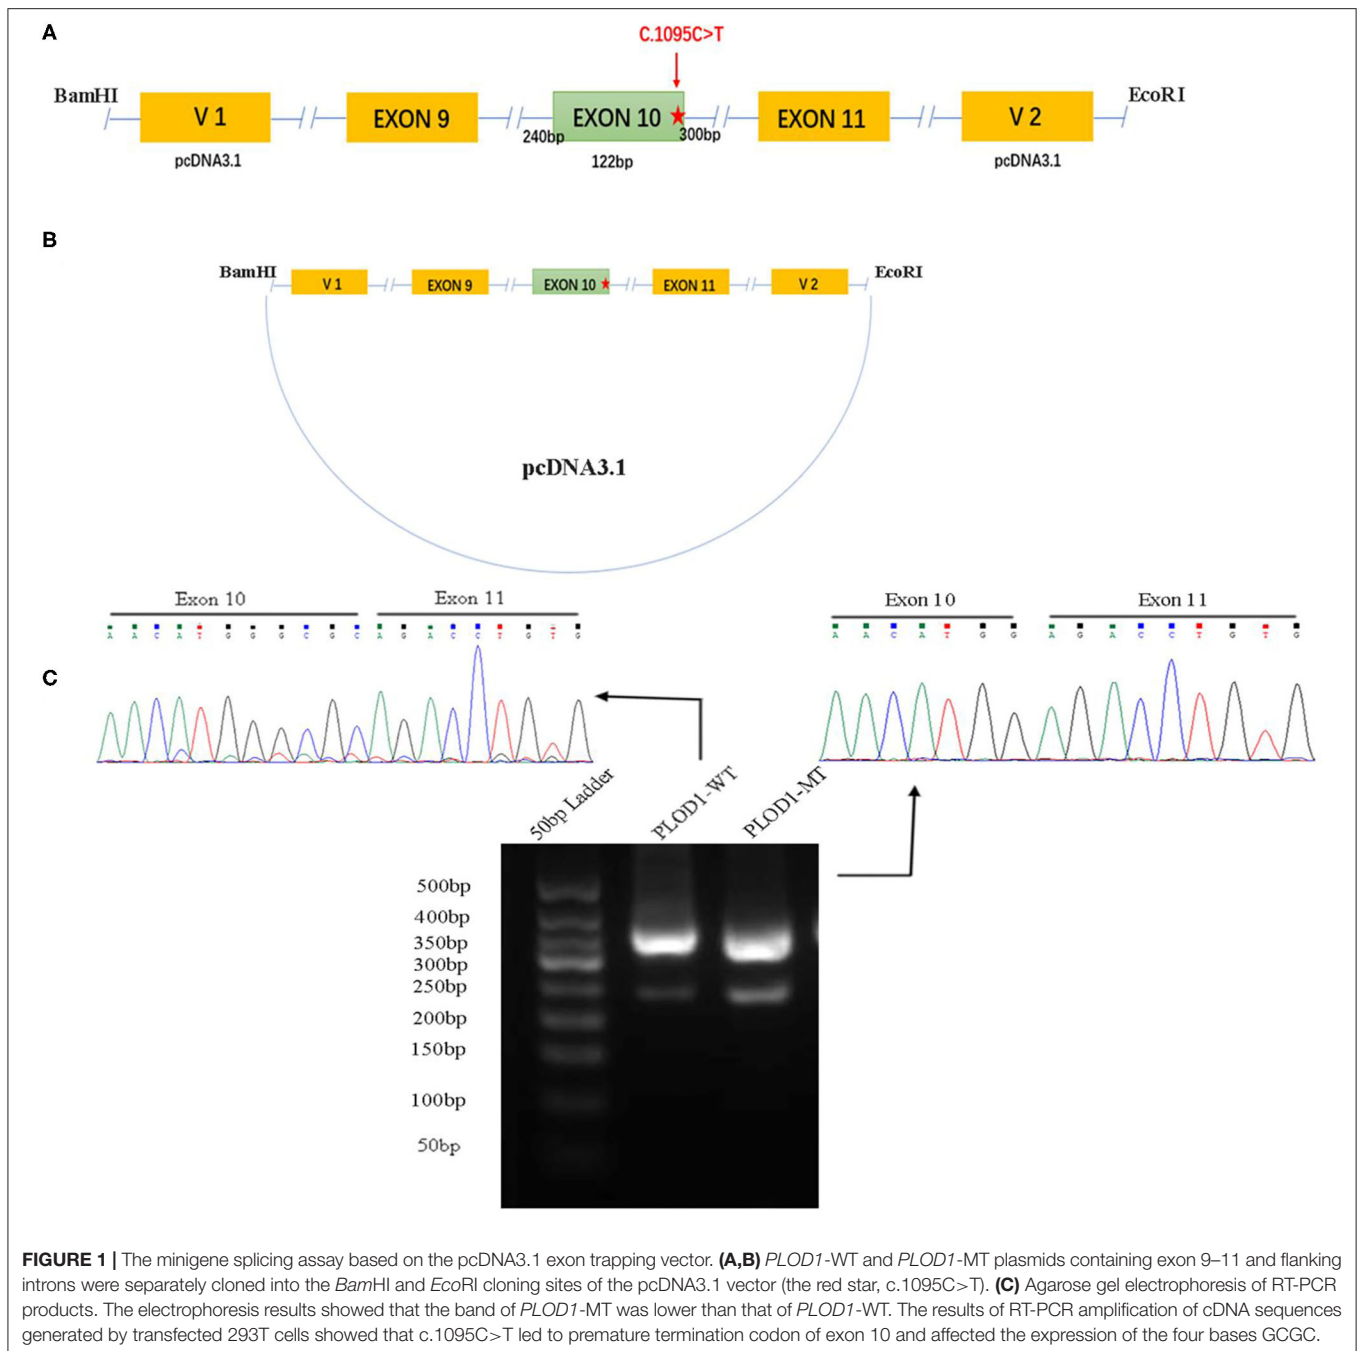 A
C.1095C>T
BamHI
V 1
EXON 9
EXON 10
EXON 11
V 2
EcoRI
240bp
300bp
pcDNA3.1
122bp
pcDNA3.1
B
BamHI
V 1
EXON 9
EXON 10
EXON 11
V 2
EcoRI
pcDNA3.1
Exon 10
Exon 11
A A C A T G G G C G C A G A C C T G T G
Exon 10
Exon 11
A A C A T G G A G A C C T G T G
C
50bp Ladder
PLOD1-WT
PLOD1-MT
500bp
400bp
350bp
300bp
250bp
200bp
150bp
100bp
50bp
FIGURE 1 | The minigene splicing assay based on the pcDNA3.1 exon trapping vector. (A,B) PLOD1-WT and PLOD1-MT plasmids containing exon 9–11 and flanking
introns were separately cloned into the BamHI and EcoRI cloning sites of the pcDNA3.1 vector (the red star, c.1095C>T). (C) Agarose gel electrophoresis of RT-PCR
products. The electrophoresis results showed that the band of PLOD1-MT was lower than that of PLOD1-WT. The results of RT-PCR amplification of cDNA sequences
generated by transfected 293T cells showed that c.1095C>T led to premature termination codon of exon 10 and affected the expression of the four bases GCGC.